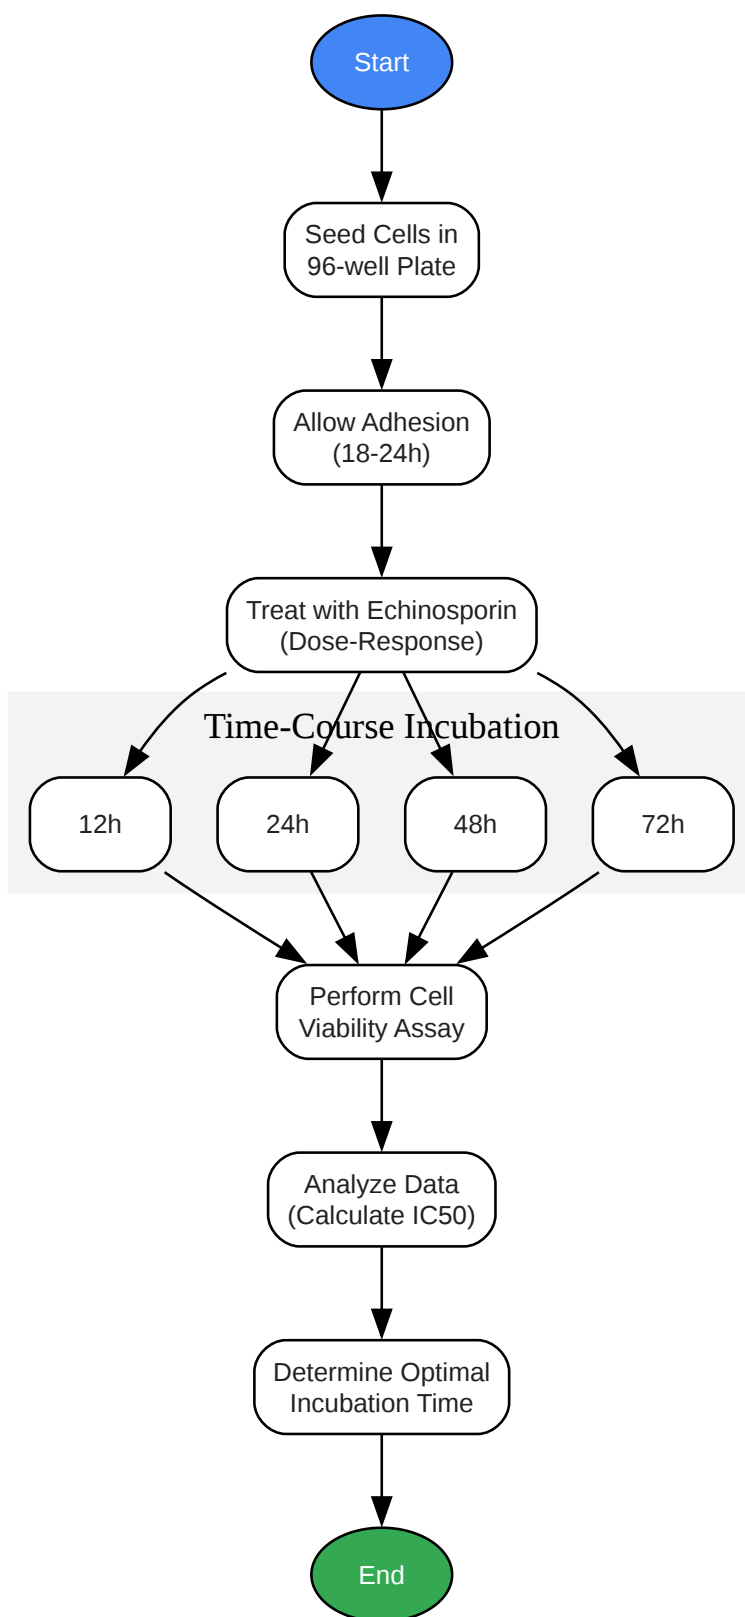 Start
Seed Cells in
96-well Plate
Allow Adhesion
(18-24h)
Treat with Echinosporin
(Dose-Response)
Time-Course Incubation
12h
24h
48h
72h
Perform Cell
Viability Assay
Analyze Data
(Calculate IC50)
Determine Optimal
Incubation Time
End